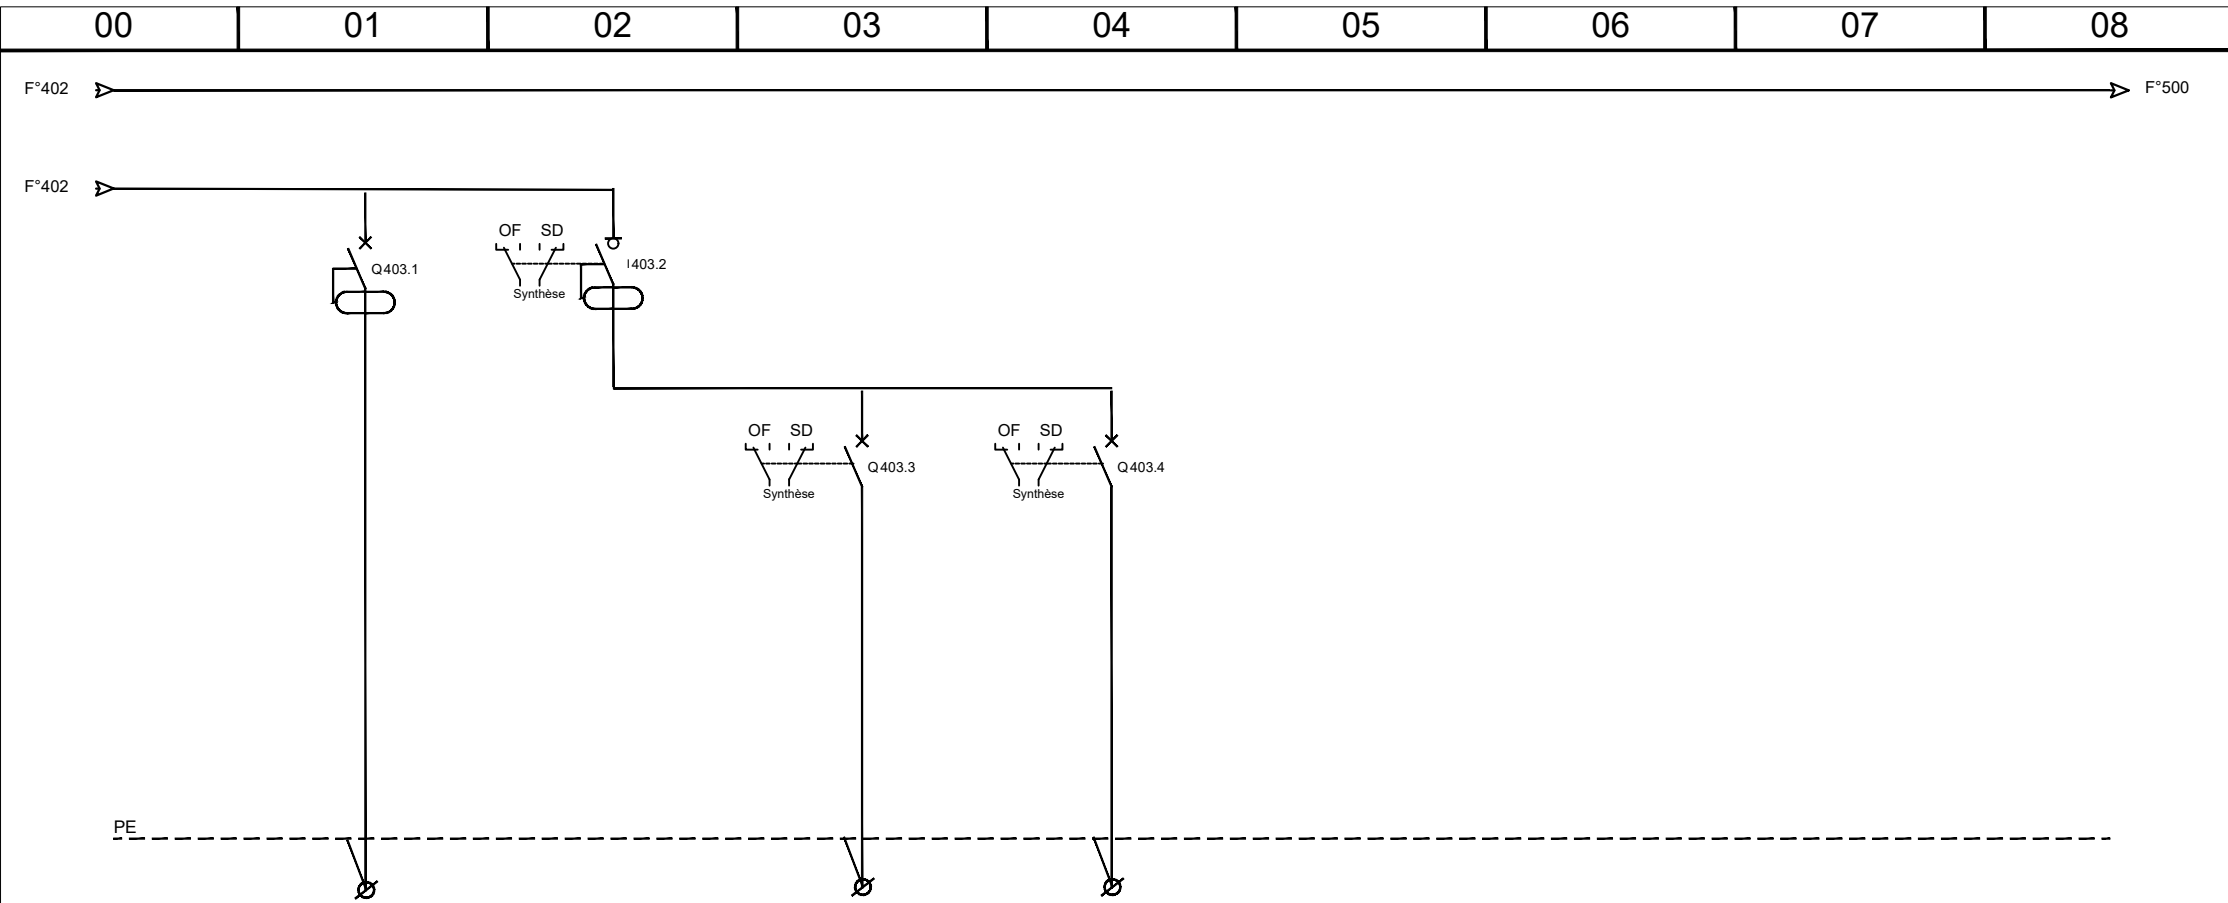 00 01 02 03 04 05 06 07 08
F°402 F°500
F°402
OF SD
Q403.1 I403.2
Synthèse
OF SD OF SD
Q403.3 Q403.4
Synthèse Synthèse
PE